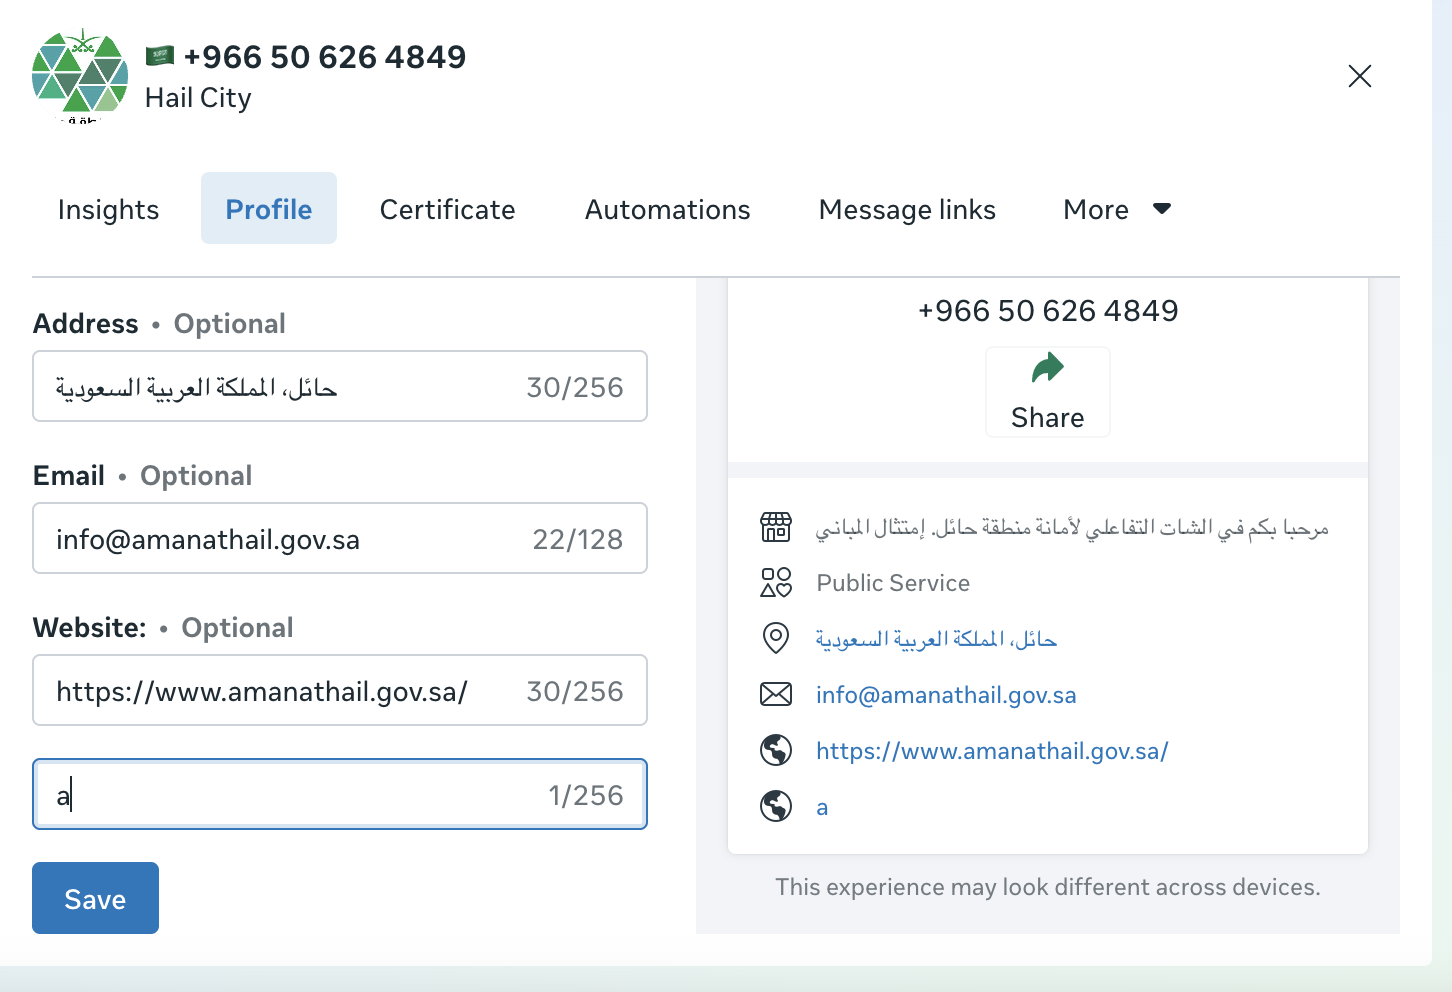 +966 50 626 4849
Hail City
Insights
Profile
Certificate
Automations
Message links
More
Address • Optional
حائل، المملكة العربية السعودية
30/256
Email • Optional
info@amanathail.gov.sa
22/128
Website: • Optional
https://www.amanathail.gov.sa/
30/256
a
1/256
Save
+966 50 626 4849
Share
مرحبا بكم في الشات التفاعلي لأمانة منطقة حائل. إمتثال المباني
Public Service
حائل، المملكة العربية السعودية
info@amanathail.gov.sa
https://www.amanathail.gov.sa/
a
This experience may look different across devices.